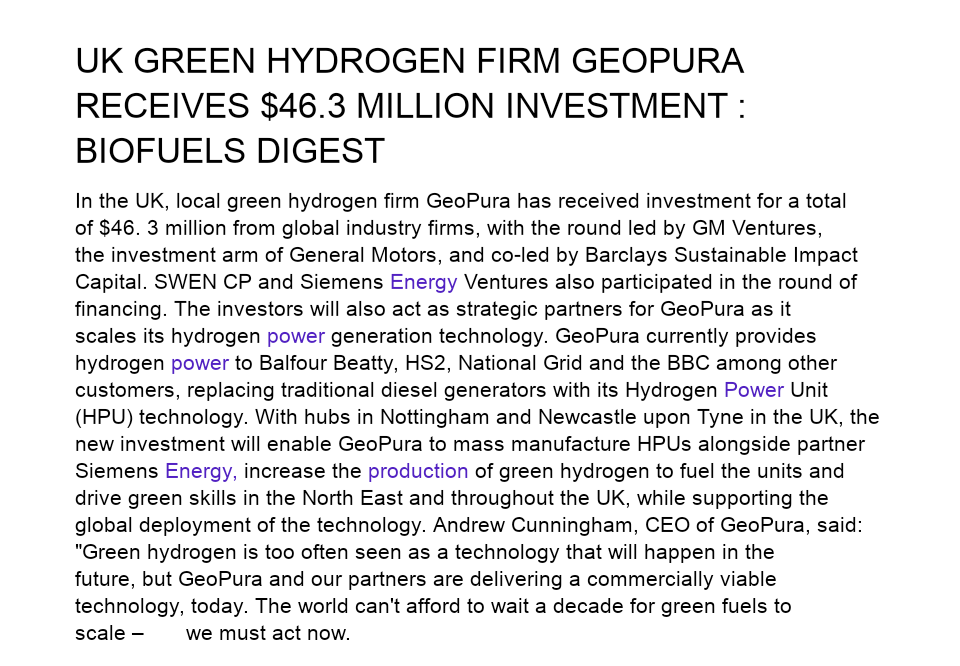 UK GREEN HYDROGEN FIRM GEOPURA
RECEIVES $46.3 MILLION INVESTMENT :
BIOFUELS DIGEST
In the UK, local green hydrogen firm GeoPura has received investment for a total
of $46. 3 million from global industry firms, with the round led by GM Ventures,
the investment arm of General Motors, and co-led by Barclays Sustainable Impact
Capital. SWEN CP and Siemens Energy Ventures also participated in the round of
financing. The investors will also act as strategic partners for GeoPura as it
scales its hydrogen power generation technology. GeoPura currently provides
hydrogen power to Balfour Beatty, HS2, National Grid and the BBC among other
customers, replacing traditional diesel generators with its Hydrogen Power Unit
(HPU) technology. With hubs in Nottingham and Newcastle upon Tyne in the UK, the
new investment will enable GeoPura to mass manufacture HPUs alongside partner
Siemens Energy, increase the production of green hydrogen to fuel the units and
drive green skills in the North East and throughout the UK, while supporting the
global deployment of the technology. Andrew Cunningham, CEO of GeoPura, said:
"Green hydrogen is too often seen as a technology that will happen in the
future, but GeoPura and our partners are delivering a commercially viable
technology, today. The world can't afford to wait a decade for green fuels to
scale – we must act now.